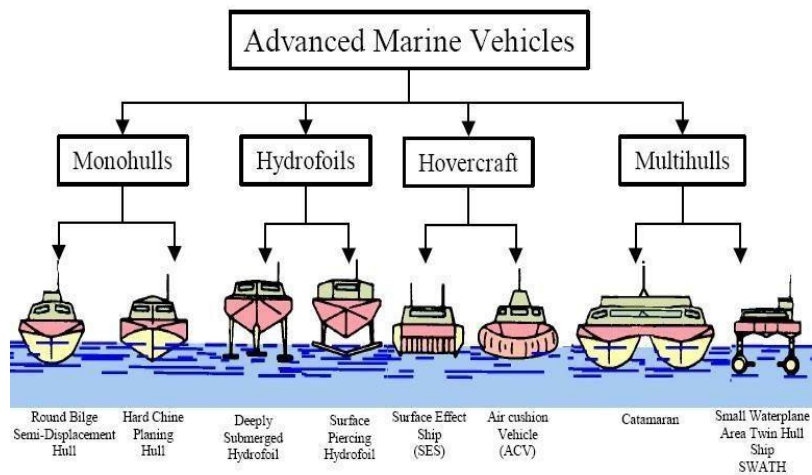 Advanced Marine Vehicles
Monohulls
Hydrofoils
Hovercraft
Multihulls
Round Bilge
Semi-Displacement
Hull
Hard Chine
Planing
Hull
Deeply
Submerged
Hydrofoil
Surface
Piercing
Hydrofoil
Surface Effect
Ship
(SES)
Air cushion
Vehicle
(ACV)
Catamaran
Small Waterplane
Area Twin Hull
Ship
SWATH